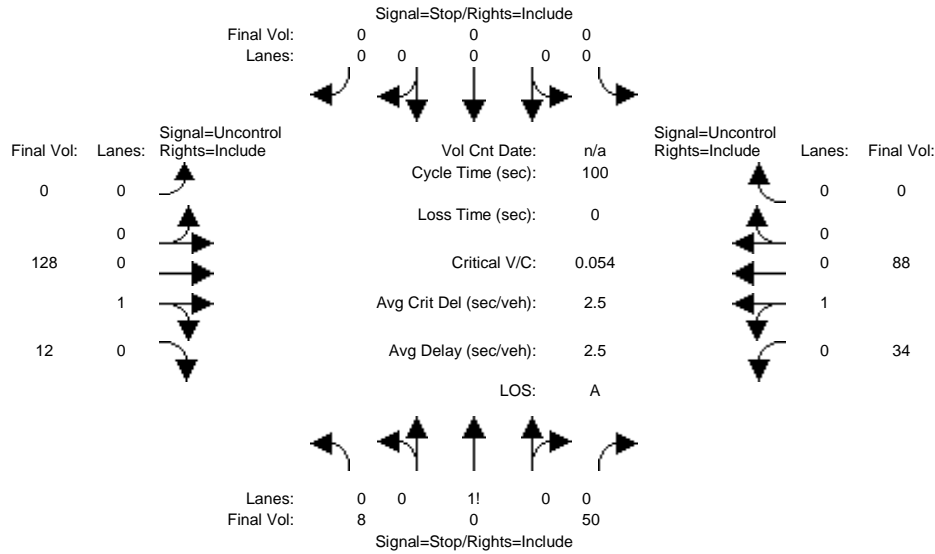 Signal=Stop/Rights=Include
Final Vol: 0 0 0
Lanes: 0 0 0 0 0
Signal=Uncontrol Signal=Uncontrol
Final Vol: Lanes: Rights=Include Vol Cnt Date: n/a Rights=Include Lanes: Final Vol:
Cycle Time (sec): 100
0 0 0 0
Loss Time (sec): 0
0 0
128 0 Critical V/C: 0.054 0 88
1 Avg Crit Del (sec/veh): 2.5 1
12 0 Avg Delay (sec/veh): 2.5 0 34
LOS: A
Lanes: 0 0 1! 0 0
Final Vol: 8 0 50
Signal=Stop/Rights=Include